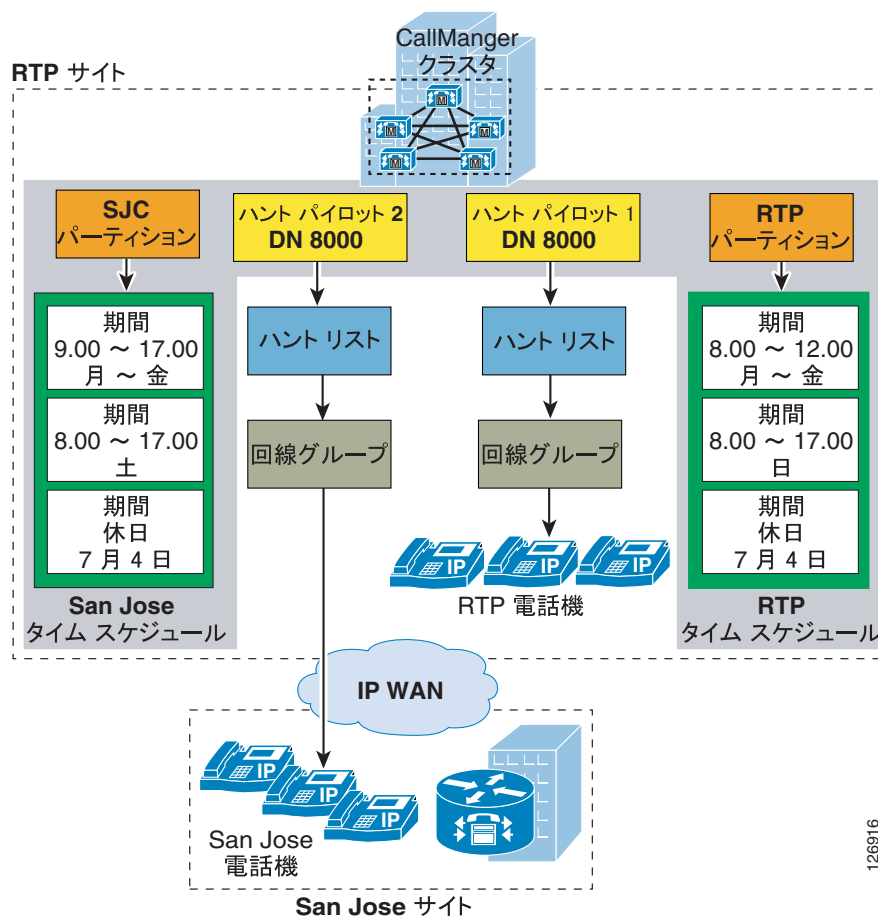 CallManger
クラスタ
RTP サイト
SJC
パーティション
ハント パイロット 2
DN 8000
ハント パイロット 1
DN 8000
RTP
パーティション
期間
9.00 ～ 17.00
月 ～ 金
期間
8.00 ～ 17.00
土
期間
休日
7 月 4 日
San Jose
タイム スケジュール
ハント リスト
回線グループ
ハント リスト
回線グループ
IP
IP
IP
RTP 電話機
期間
8.00 ～ 12.00
月 ～ 金
期間
8.00 ～ 17.00
日
期間
休日
7 月 4 日
RTP
タイム スケジュール
M
M
M
M
M
IP WAN
IP
IP
IP
San Jose
電話機
San Jose サイト
126916